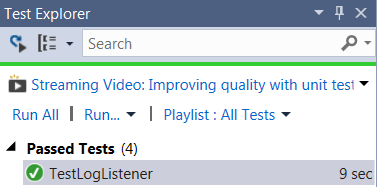 Test Explorer
Search
Streaming Video: Improving quality with unit test
Run All | Run... | Playlist : All Tests
Passed Tests (4)
TestLogListener 9 sec